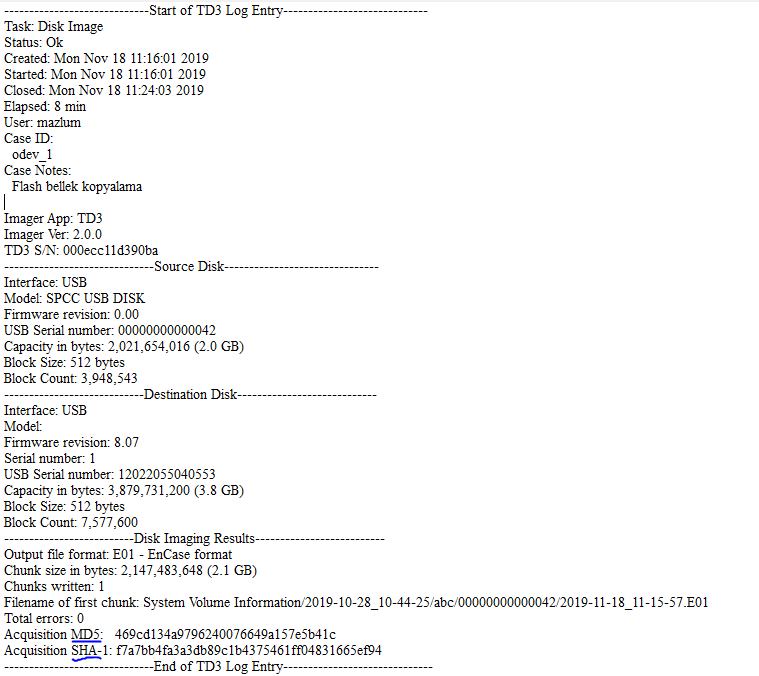 -----------------------------Start of TD3 Log Entry-----------------------------
Task: Disk Image
Status: Ok
Created: Mon Nov 18 11:16:01 2019
Started: Mon Nov 18 11:16:01 2019
Closed: Mon Nov 18 11:24:03 2019
Elapsed: 8 min
User: mazlum
Case ID:
odev_1
Case Notes:
Flash bellek kopyalama
Imager App: TD3
Imager Ver: 2.0.0
TD3 S/N: 000ecc11d390ba
------------------------------Source Disk-------------------------------
Interface: USB
Model: SPCC USB DISK
Firmware revision: 0.00
USB Serial number: 00000000000042
Capacity in bytes: 2,021,654,016 (2.0 GB)
Block Size: 512 bytes
Block Count: 3,948,543
----------------------------Destination Disk----------------------------
Interface: USB
Model:
Firmware revision: 8.07
Serial number: 1
USB Serial number: 12022055040553
Capacity in bytes: 3,879,731,200 (3.8 GB)
Block Size: 512 bytes
Block Count: 7,577,600
--------------------------Disk Imaging Results--------------------------
Output file format: E01 - EnCase format
Chunk size in bytes: 2,147,483,648 (2.1 GB)
Chunks written: 1
Filename of first chunk: System Volume Information/2019-10-28_10-44-25/abc/00000000000042/2019-11-18_11-15-57.E01
Total errors: 0
Acquisition MD5: 469cd134a9796240076649a157e5b41c
Acquisition SHA-1: f7a7bb4fa3a3db89c1b4375461ff04831665ef94
------------------------------End of TD3 Log Entry------------------------------